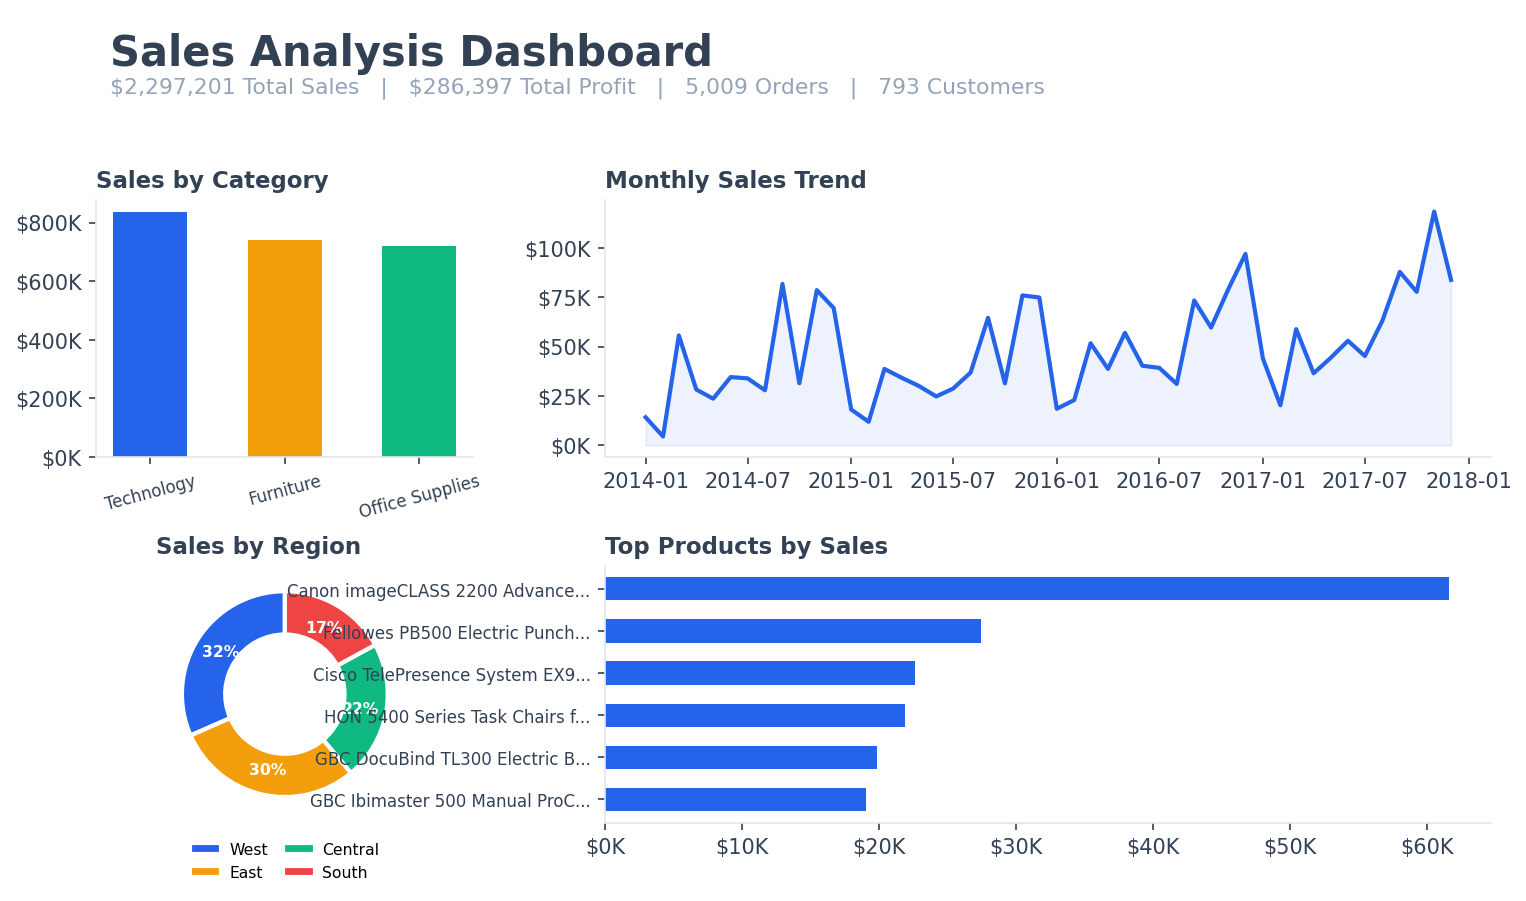 Sales Analysis Dashboard
$2,297,201 Total Sales | $286,397 Total Profit | 5,009 Orders | 793 Customers
Sales by Category
$800K
$600K
$400K
$200K
$0K
Technology
Furniture
Office Supplies
Monthly Sales Trend
$100K
$75K
$50K
$25K
$0K
2014-01 2014-07 2015-01 2015-07 2016-01 2016-07 2017-01 2017-07 2018-01
Sales by Region
32%
17%
22%
30%
West
East
Central
South
Top Products by Sales
Canon imageCLASS 2200 Advance...
Fellowes PB500 Electric Punch...
Cisco TelePresence System EX9...
HON 5400 Series Task Chairs f...
GBC DocuBind TL300 Electric B...
GBC Ibimaster 500 Manual ProC...
$0K $10K $20K $30K $40K $50K $60K